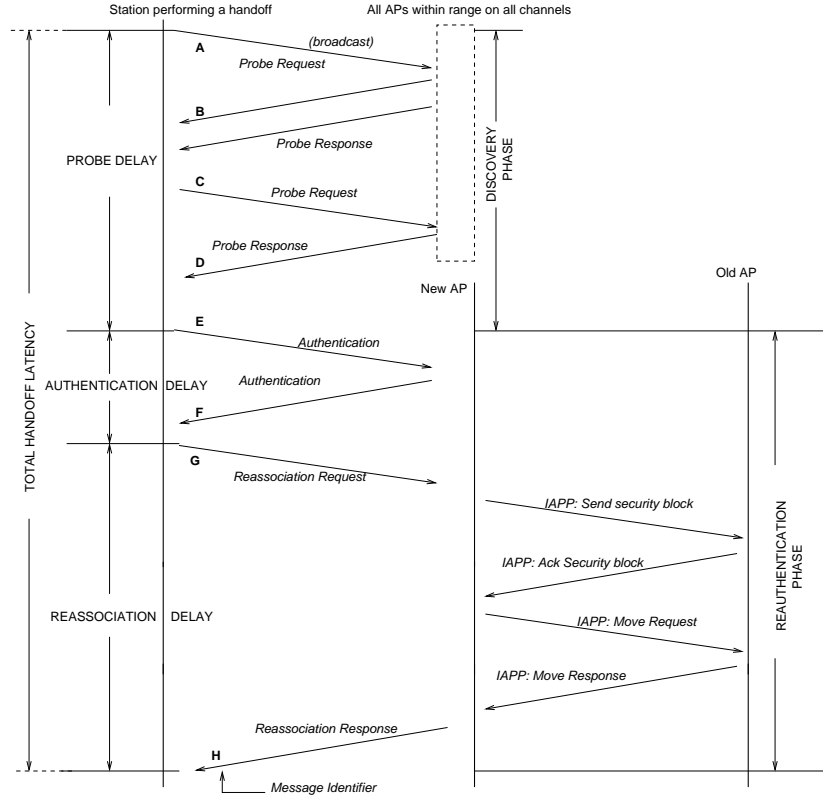 Station performing a handoff
All APs within range on all channels
A
(broadcast)
Probe Request
B
Probe Response
PROBE DELAY
C
Probe Request
Probe Response
D
DISCOVERY
PHASE
New AP
Old AP
E
Authentication
AUTHENTICATION DELAY
Authentication
F
TOTAL HANDOFF LATENCY
G
Reassociation Request
IAPP: Send security block
IAPP: Ack Security block
REASSOCIATION DELAY
IAPP: Move Request
IAPP: Move Response
REAUTHENTICATION
PHASE
Reassociation Response
H
Message Identifier